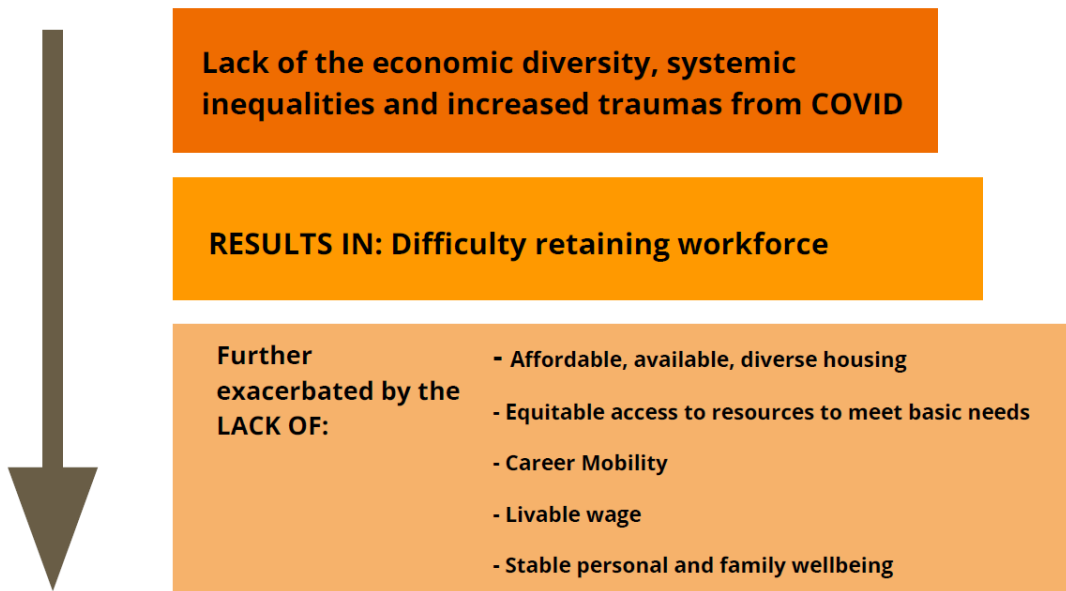 Lack of the economic diversity, systemic
inequalities and increased traumas from COVID
RESULTS IN: Difficulty retaining workforce
Further
exacerbated by the
LACK OF:
- Affordable, available, diverse housing
- Equitable access to resources to meet basic needs
- Career Mobility
- Livable wage
- Stable personal and family wellbeing